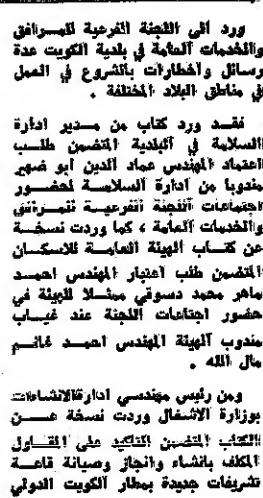 ورد الى اللجنة الفرعية للمرافق
والخدمات العامة في بلدية الكويت عدة
رسائل وأخطارات بالشروع في العمل
في مناطق البلاد المختلفة .
فقد ورد كتاب من مدير ادارة
السلامة في البلدية المتضمن طلب
اعتماد المهندس عماد الدين ابو ضهير
مندوبا من ادارة السلامة لحضور
اجتماعات اللجنة الفرعية للمرافق
والخدمات العامة ، كما وردت نسخة
عن كتاب الهيئة العامة للاسكان
المتضمن طلب اعتبار المهندس احمد
ماهر محمد دسوقي ممثلا للهيئة في
حضور اجتماعات اللجنة عند غياب
مندوب الهيئة المهندس احمد غانم
مال الله .
ومن رئيس مهندسي ادارة الانشاءات
بوزارة الاشغال وردت نسخة عن
الكتاب المتضمن التأكيد على المقاول
المكلف بانشاء وانجاز وصيانة قاعة
تشريفات جديدة بمطار الكويت الدولي